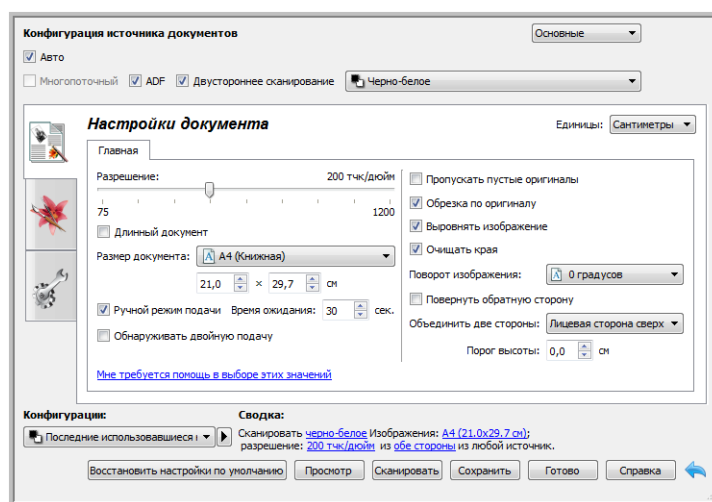 Конфигурация источника документов
Основные
Авто
Многопоточный ADF Двустороннее сканирование Черно-белое
Настройки документа
Единицы: Сантиметры
Главная
Разрешение: 200 тчк/дюйм
75 1200
Длинный документ
Размер документа: A4 (Книжная)
21,0 × 29,7 см
Ручной режим подачи Время ожидания: 30 сек.
Обнаруживать двойную подачу
Мне требуется помощь в выборе этих значений
Пропускать пустые оригиналы
Обрезка по оригиналу
Выровнять изображение
Очищать края
Поворот изображения: 0 градусов
Повернуть обратную сторону
Объединить две стороны: Лицевая сторона сверх
Порог высоты: 0,0 см
Конфигурации: Сводка:
Последние использовавшиеся Сканировать черно-белое Изображения: A4 (21.0x29.7 см);
разрешение: 200 тчк/дюйм из обе стороны из любой источник.
Восстановить настройки по умолчанию Просмотр Сканировать Сохранить Готово Справка